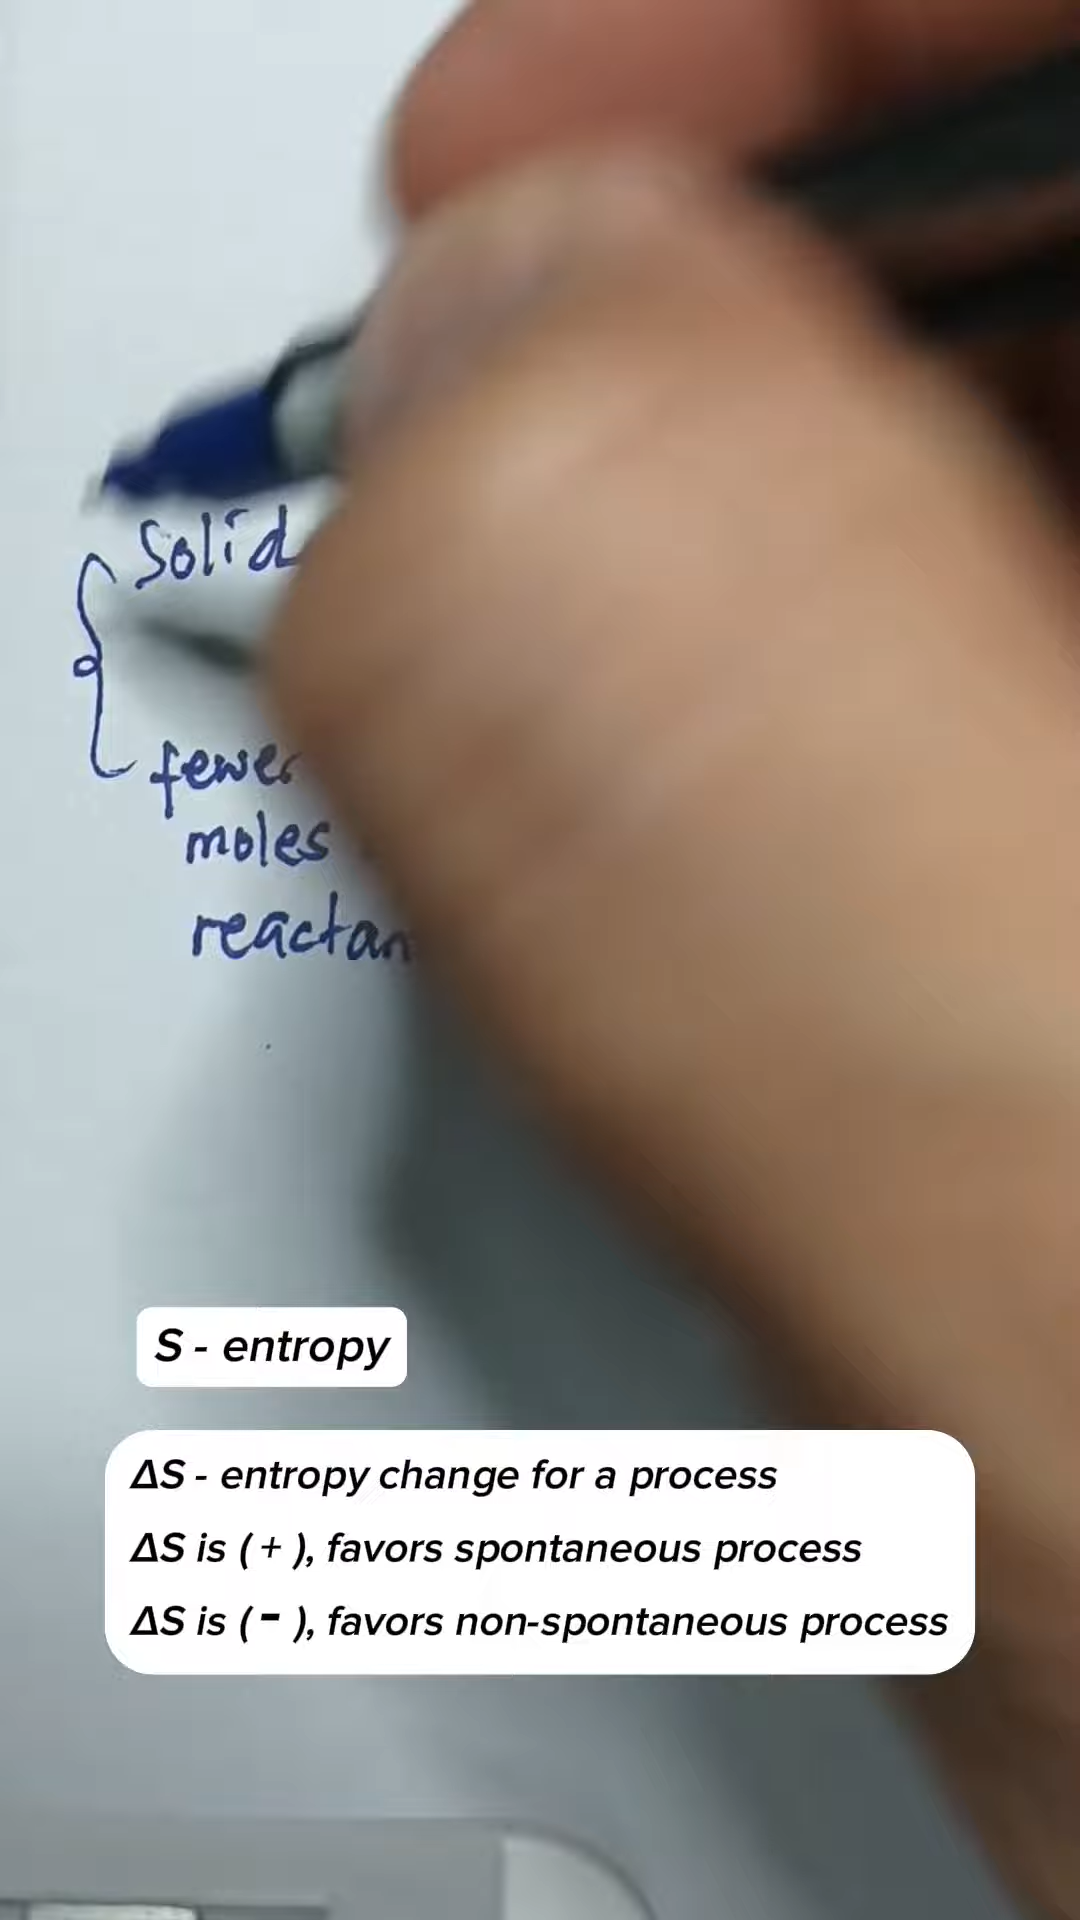 Solid
fewer
moles
S - entropy
ΔS - entropy change for a process
ΔS is ( + ), favors spontaneous process
ΔS is ( - ), favors non-spontaneous process